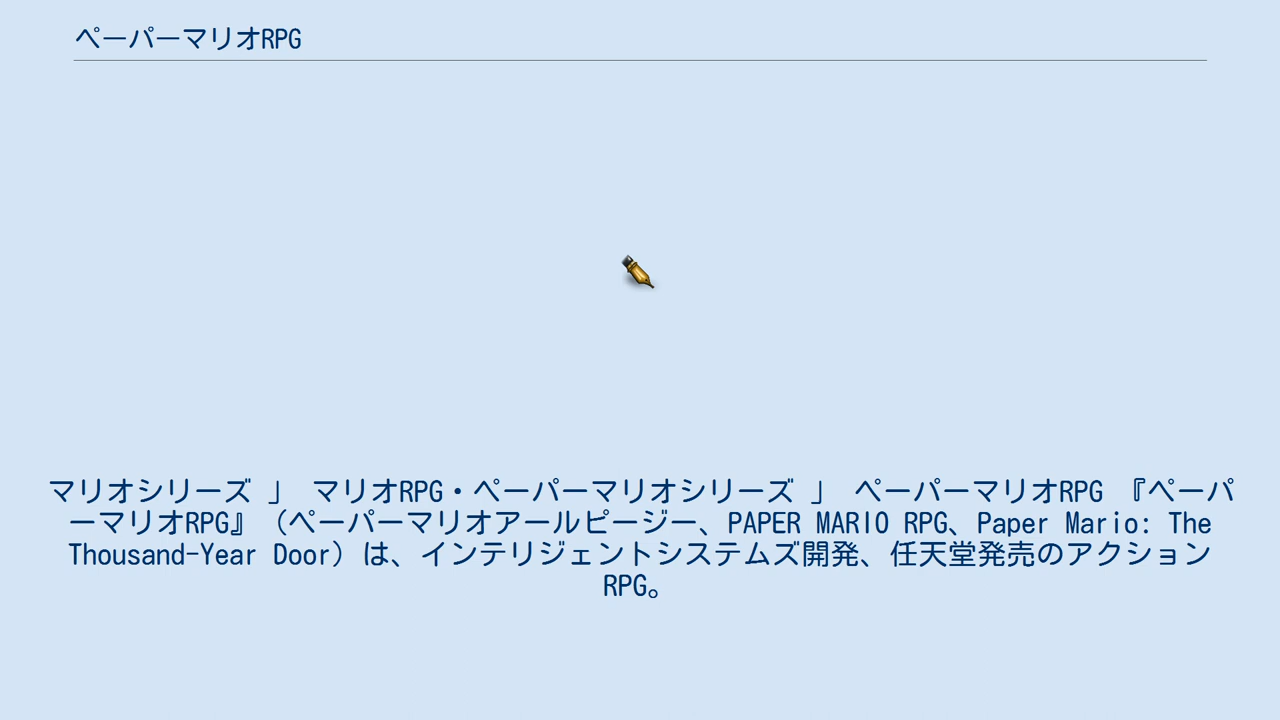 ペーパーマリオRPG
マリオシリーズ 」 マリオRPG・ペーパーマリオシリーズ 」 ペーパーマリオRPG 『ペーパ
ーマリオRPG』（ペーパーマリオアールピージー、PAPER MARIO RPG、Paper Mario: The
Thousand-Year Door）は、インテリジェントシステムズ開発、任天堂発売のアクション
RPG。